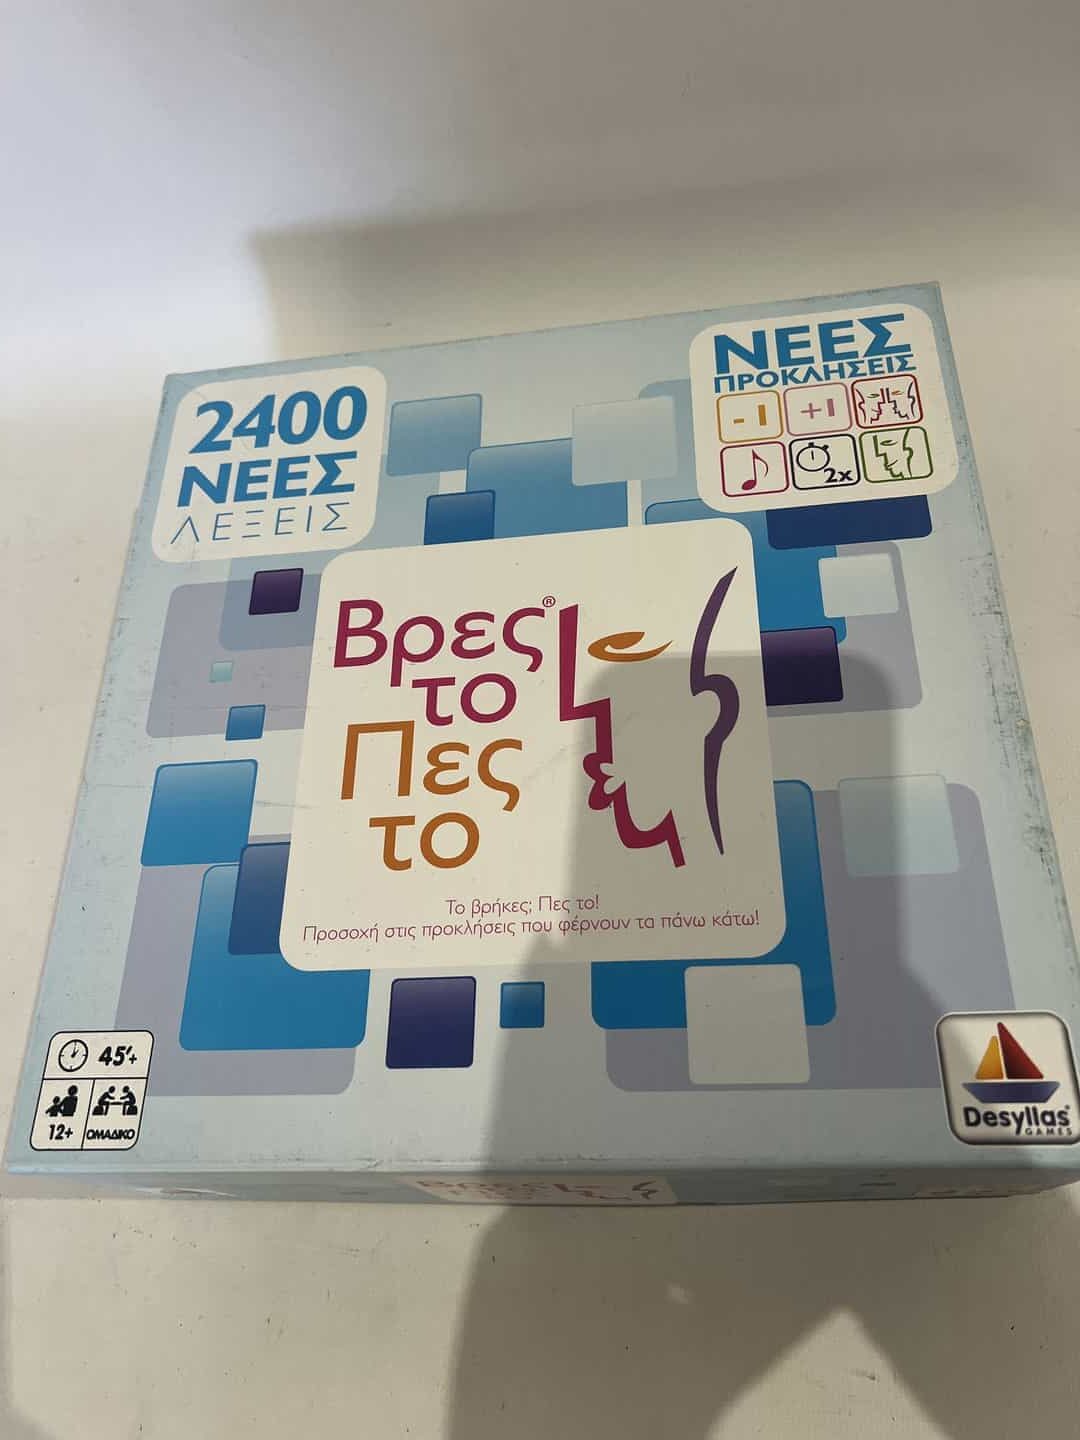 2400
ΝΕΕΣ
ΛΕΞΕΙΣ
ΝΕΕΣ
ΠΡΟΚΛΗΣΕΙΣ
-1
+1
2x
Βρες®
το
Πες
το
Το βρήκες; Πες το!
Προσοχή στις προκλήσεις που φέρνουν τα πάνω κάτω!
45'+
12+
ΟΜΑΔΙΚΟ
Desyllas®
GAMES